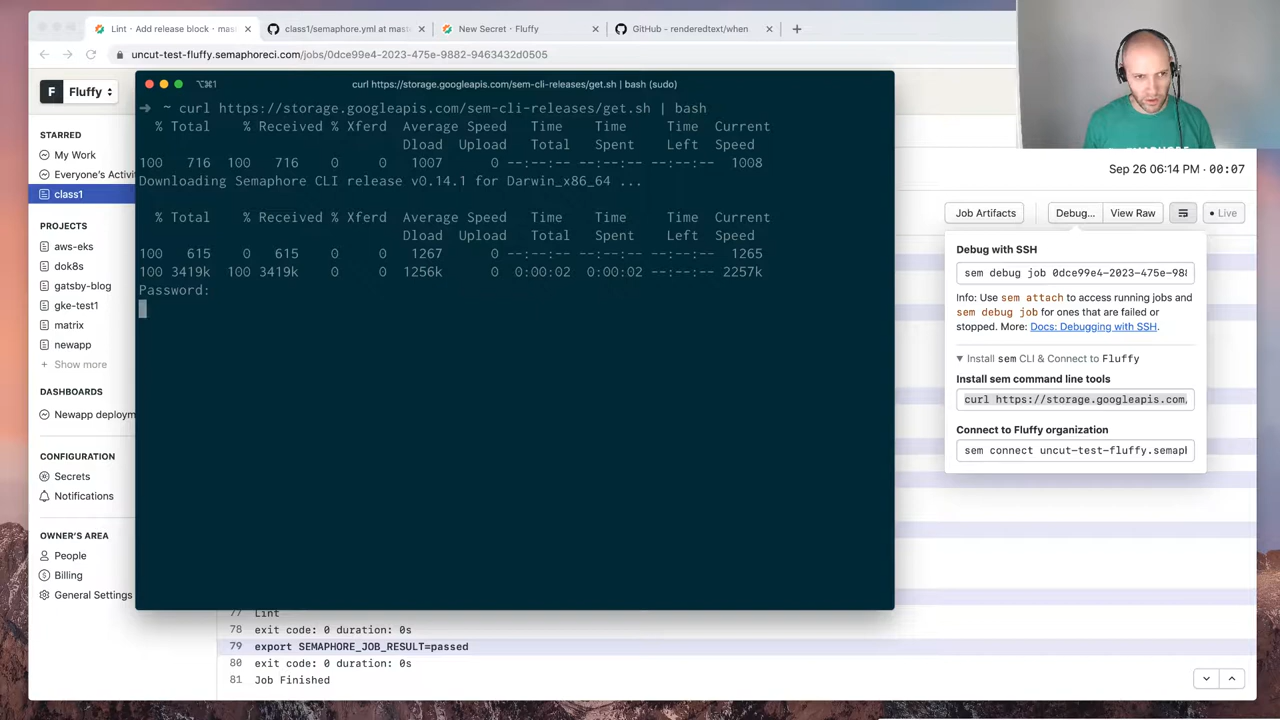 Lint · Add release block · mas
class1/semaphore.yml at maste
New Secret · Fluffy
GitHub - renderedtext/when
uncut-test-fluffy.semaphoreci.com/jobs/0dce99e4-2023-475e-9882-9463432d0505
F Fluffy
STARRED
My Work
Everyone's Activi
class1
PROJECTS
aws-eks
dok8s
gatsby-blog
gke-test1
matrix
newapp
+ Show more
DASHBOARDS
Newapp deploym
CONFIGURATION
Secrets
Notifications
OWNER'S AREA
People
Billing
General Settings
⌥⌘1
curl https://storage.googleapis.com/sem-cli-releases/get.sh | bash (sudo)
➜ ~ curl https://storage.googleapis.com/sem-cli-releases/get.sh | bash
% Total % Received % Xferd Average Speed Time Time Time Current
Dload Upload Total Spent Left Speed
100 716 100 716 0 0 1007 0 --:--:-- --:--:-- --:--:-- 1008
Downloading Semaphore CLI release v0.14.1 for Darwin_x86_64 ...
% Total % Received % Xferd Average Speed Time Time Time Current
Dload Upload Total Spent Left Speed
100 615 0 615 0 0 1267 0 --:--:-- --:--:-- --:--:-- 1265
100 3419k 100 3419k 0 0 1256k 0 0:00:02 0:00:02 --:--:-- 2257k
Password:
Sep 26 06:14 PM · 00:07
Job Artifacts
Debug...
View Raw
• Live
Debug with SSH
sem debug job 0dce99e4-2023-475e-988
Info: Use sem attach to access running jobs and
sem debug job for ones that are failed or
stopped. More: Docs: Debugging with SSH.
▼ Install sem CLI & Connect to Fluffy
Install sem command line tools
curl https://storage.googleapis.com,
Connect to Fluffy organization
sem connect uncut-test-fluffy.semapl
77 Lint
78 exit code: 0 duration: 0s
79 export SEMAPHORE_JOB_RESULT=passed
80 exit code: 0 duration: 0s
81 Job Finished